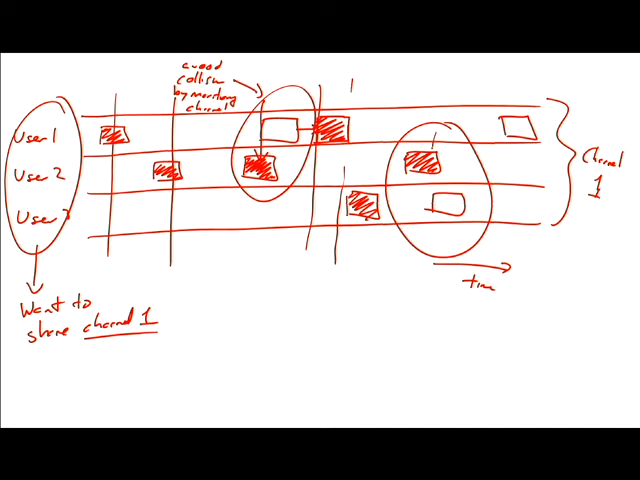 avoid
collision
by monitoring
channel
User 1
User 2
User 3
Channel
1
time
Want to
share channel 1